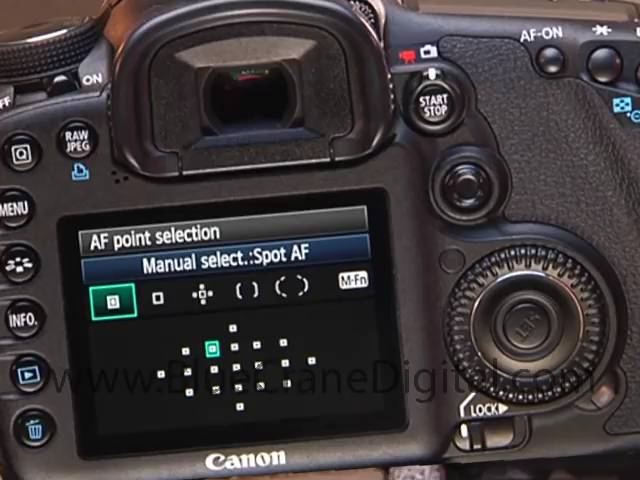 AF-ON
ON
RAW
JPEG
START
STOP
Q
MENU
AF point selection
Manual select.:Spot AF
M-Fn
INFO.
SET
www.BlueCraneDigital.com
LOCK
Canon